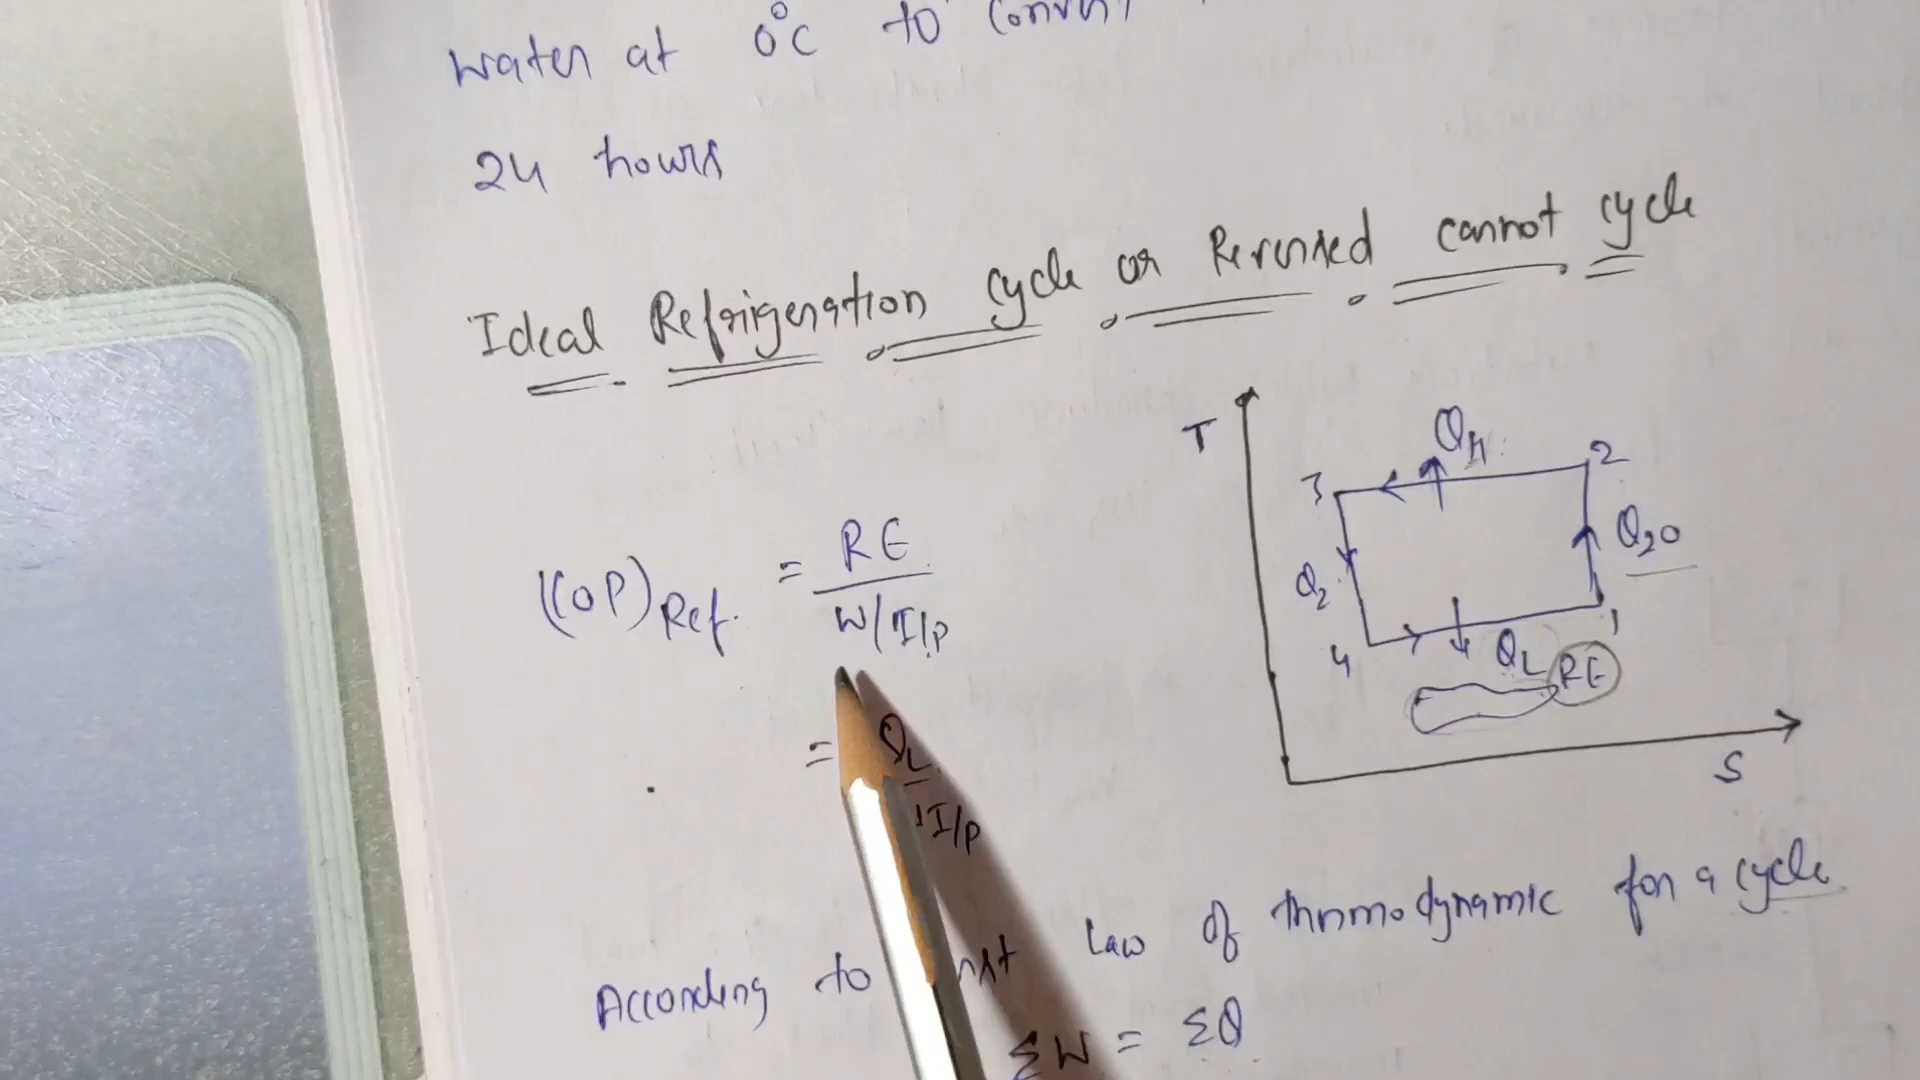 water at 0°C to
24 hours
Ideal Refrigeration cycle or Reversed cannot cycle
T
QH
3
2
(COP)Ref. = RE
W/I/p
Q2
Q20
4
1
QL RE
= QL
I/p
S
According to Law of thermodynamic for a cycle
ΣW = ΣQ